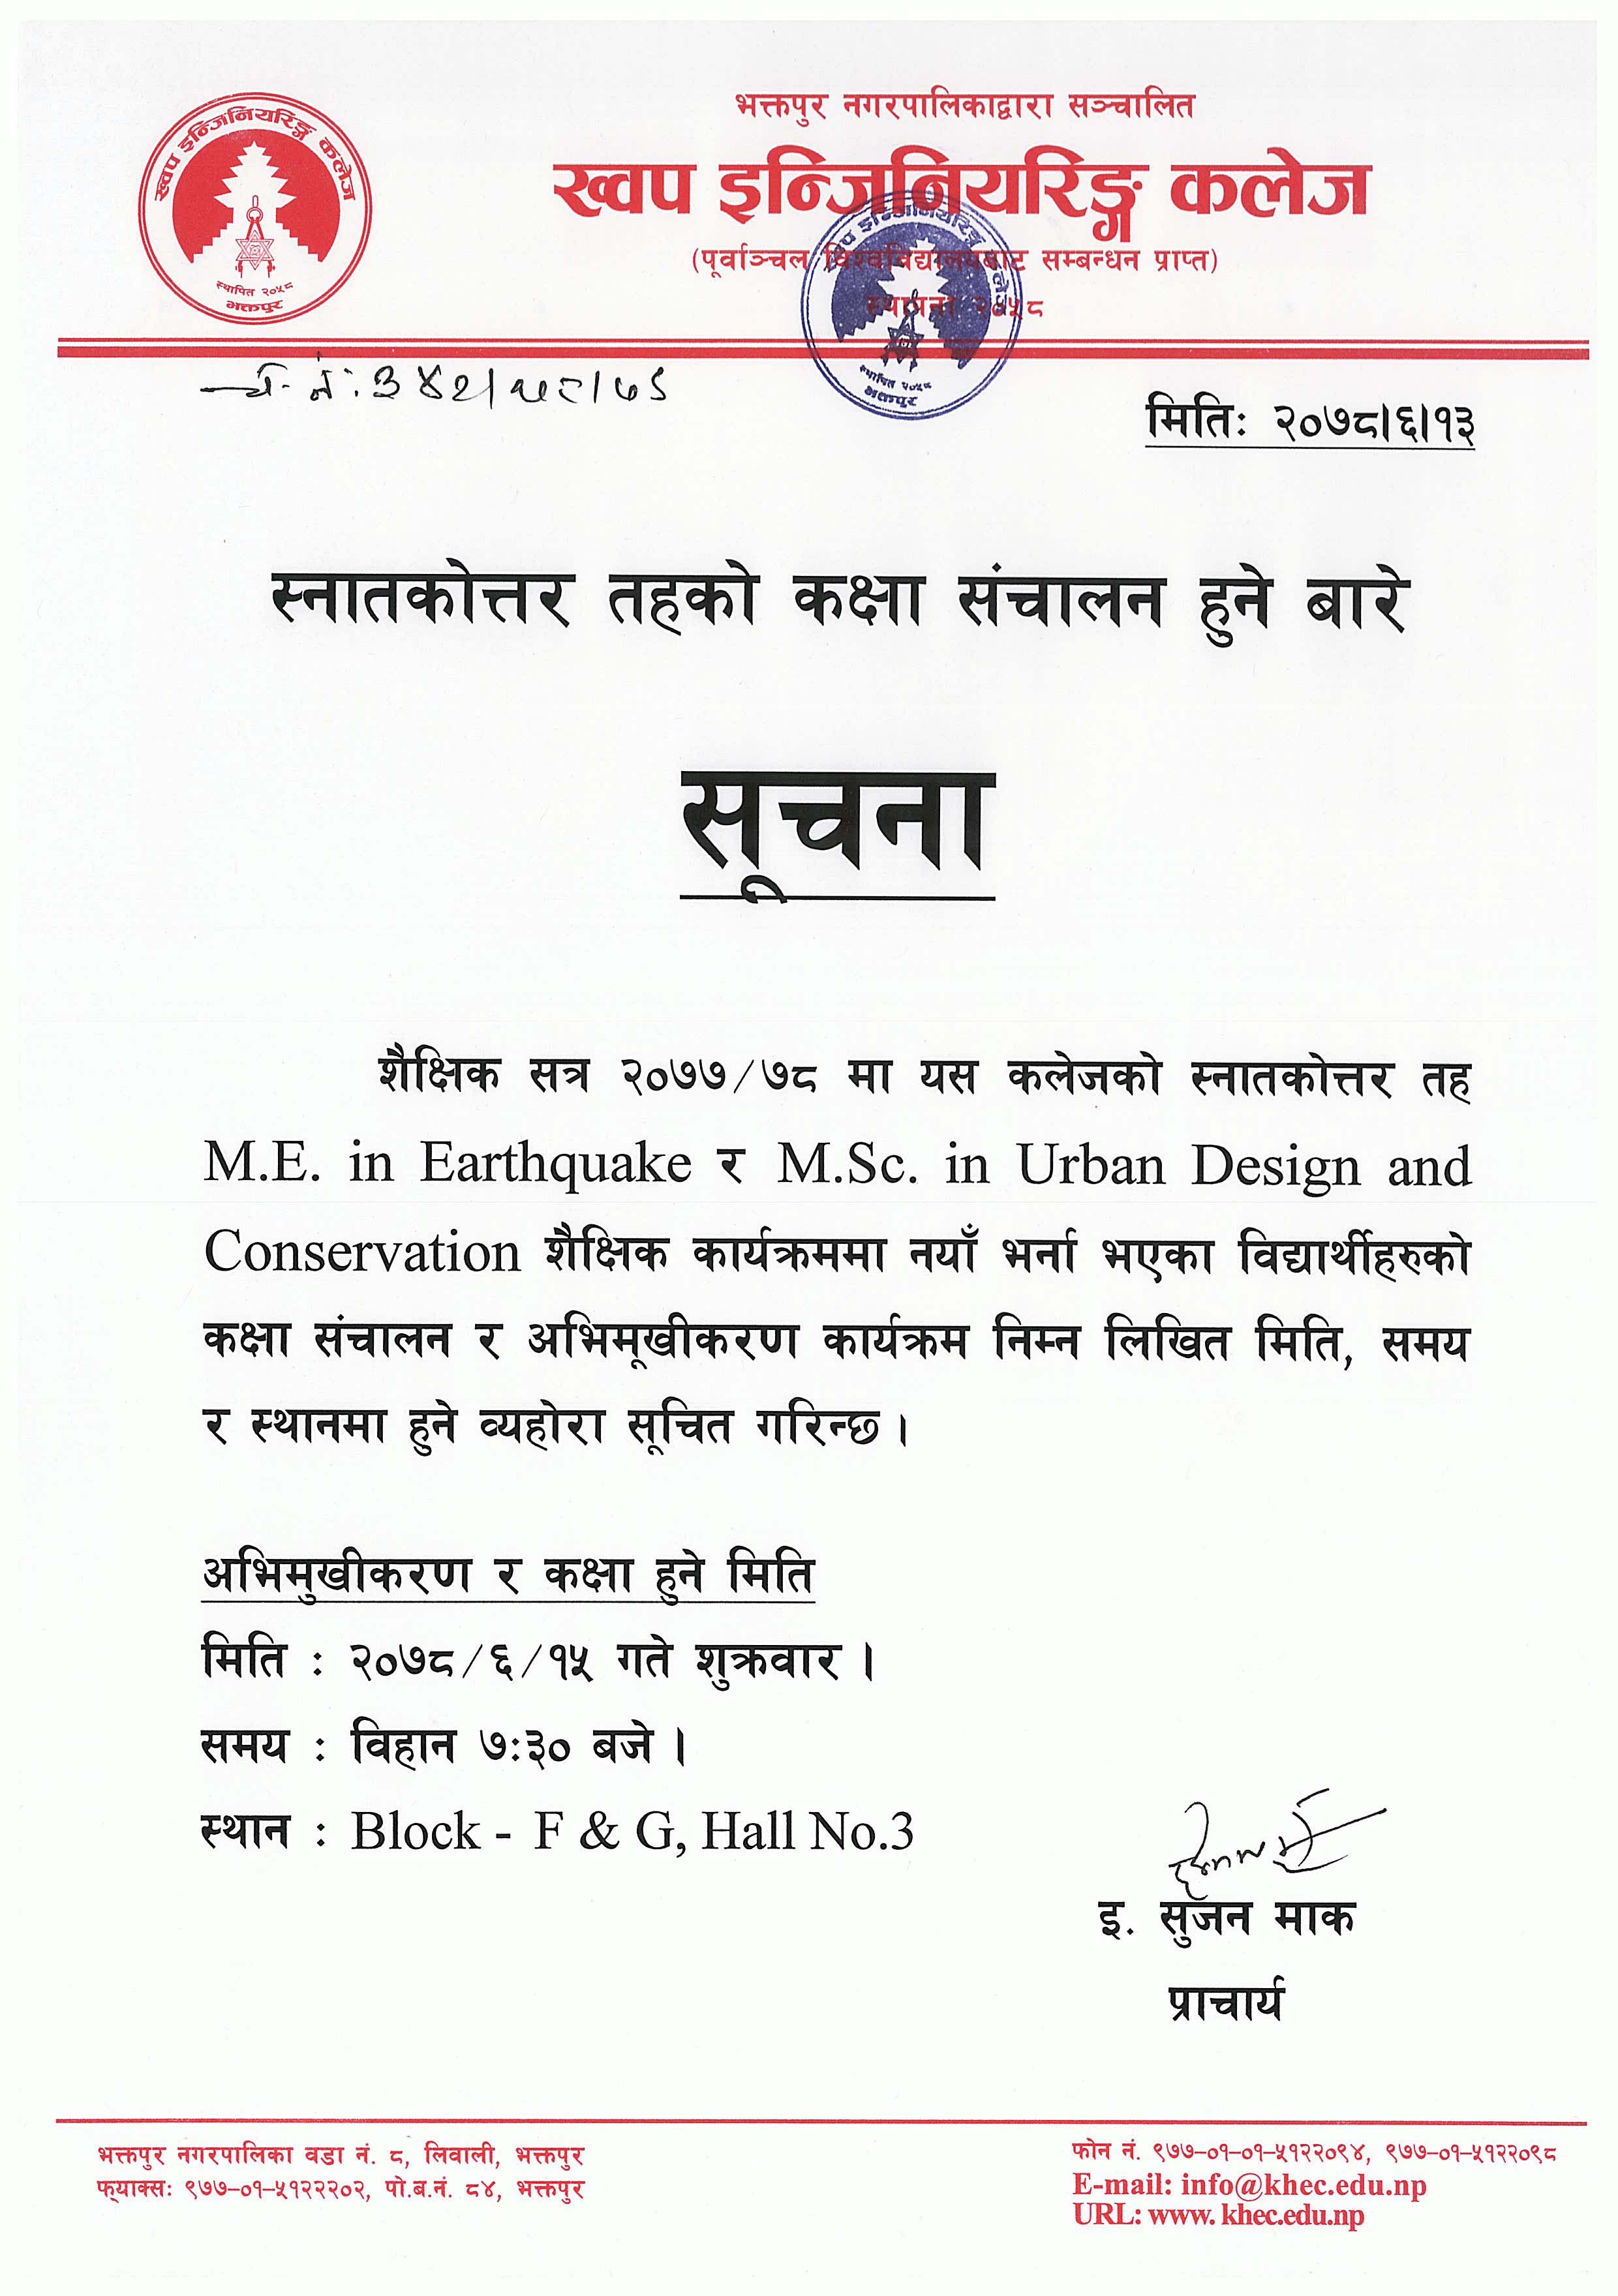 भक्तपुर नगरपालिकाद्वारा सञ्चालित
ख्वप इन्जिनियरिङ्ग कलेज
(पूर्वाञ्चल विश्वविद्यालयबाट सम्बन्धन प्राप्त)
स्थापना २०५८
ख्वप इन्जिनियरिङ्ग कलेज
स्थापित २०५८
भक्तपुर
ख्वप इन्जिनियरिङ्ग कलेज
स्थापित २०५८
भक्तपुर
मितिः २०७८।६।१३
स्नातकोत्तर तहको कक्षा संचालन हुने बारे
सूचना
शैक्षिक सत्र २०७७/७८ मा यस कलेजको स्नातकोत्तर तह
M.E. in Earthquake र M.Sc. in Urban Design and
Conservation शैक्षिक कार्यक्रममा नयाँ भर्ना भएका विद्यार्थीहरुको
कक्षा संचालन र अभिमूखीकरण कार्यक्रम निम्न लिखित मिति, समय
र स्थानमा हुने व्यहोरा सूचित गरिन्छ ।
अभिमुखीकरण र कक्षा हुने मिति
मिति : २०७८/६/१५ गते शुक्रवार ।
समय : विहान ७:३० बजे ।
स्थान : Block - F & G, Hall No.3
इ. सुजन माक
प्राचार्य
भक्तपुर नगरपालिका वडा नं. ८, लिवाली, भक्तपुर
फ्याक्सः ९७७–०१–५१२२२०२, पो.ब.नं. ८४, भक्तपुर
फोन नं. ९७७–०१–०१–५१२२०९४, ९७७–०१–५१२२०९८
E-mail: info@khec.edu.np
URL: www. khec.edu.np